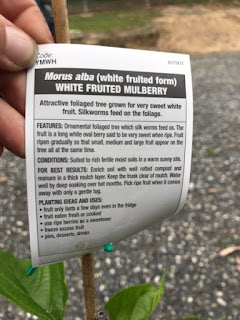 Code:
YMWH
Morus alba (white fruited form)
WHITE FRUITED MULBERRY
Attractive foliaged tree grown for very sweet white
fruit. Silkworms feed on the foliage.
FEATURES: Ornamental foliaged tree which silk worms feed on. The
fruit is a long white oval berry said to be very sweet when ripe. Fruit
ripen gradually so that small, medium and large fruit appear on the
tree all at the same time.
CONDITIONS: Suited to rich fertile moist soils in a warm sunny site.
FOR BEST RESULTS: Enrich soil with well rotted compost and
manure in a thick mulch layer. Keep the trunk clear of mulch. Water
well by deep soaking over hot months. Pick ripe fruit when it comes
away with only a gentle tug.
PLANTING IDEAS AND USES:
• fruit only lasts a few days even in the fridge
• fruit eaten fresh or cooked
• use ripe berries as a sweetener
• freeze excess fruit
• pies, desserts, drinks